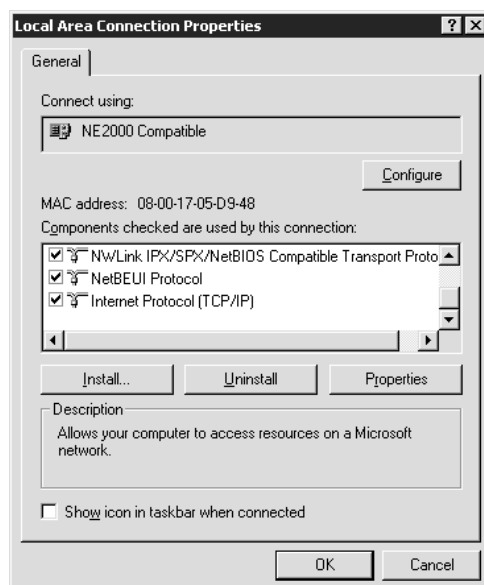 Local Area Connection Properties
General
Connect using:
NE2000 Compatible
Configure
MAC address: 08-00-17-05-D9-48
Components checked are used by this connection:
NWLink IPX/SPX/NetBIOS Compatible Transport Proto
NetBEUI Protocol
Internet Protocol (TCP/IP)
Install... Uninstall Properties
Description
Allows your computer to access resources on a Microsoft
network.
Show icon in taskbar when connected
OK Cancel